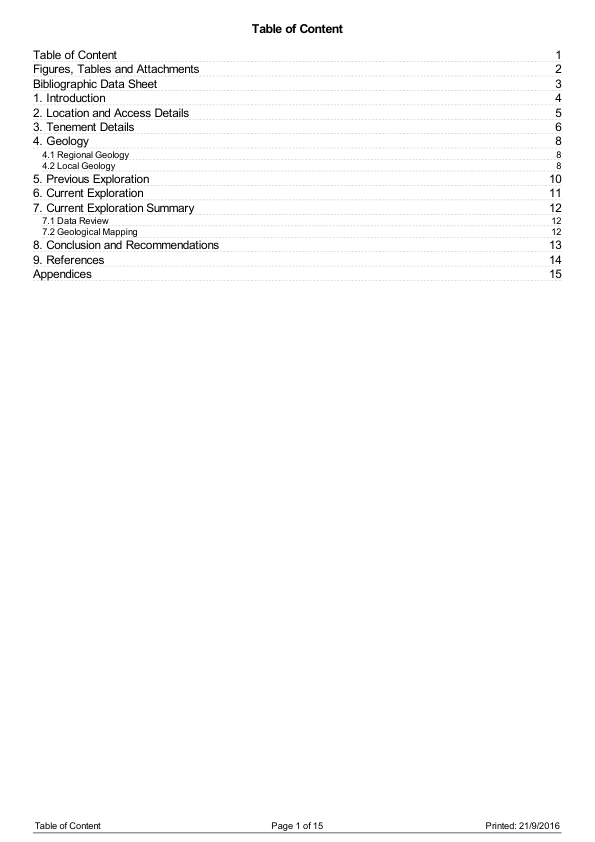 Table of Content
Table of Content 1
Figures, Tables and Attachments 2
Bibliographic Data Sheet 3
1. Introduction 4
2. Location and Access Details 5
3. Tenement Details 6
4. Geology 8
4.1 Regional Geology 8
4.2 Local Geology 8
5. Previous Exploration 10
6. Current Exploration 11
7. Current Exploration Summary 12
7.1 Data Review 12
7.2 Geological Mapping 12
8. Conclusion and Recommendations 13
9. References 14
Appendices 15
Table of Content Page 1 of 15 Printed: 21/9/2016